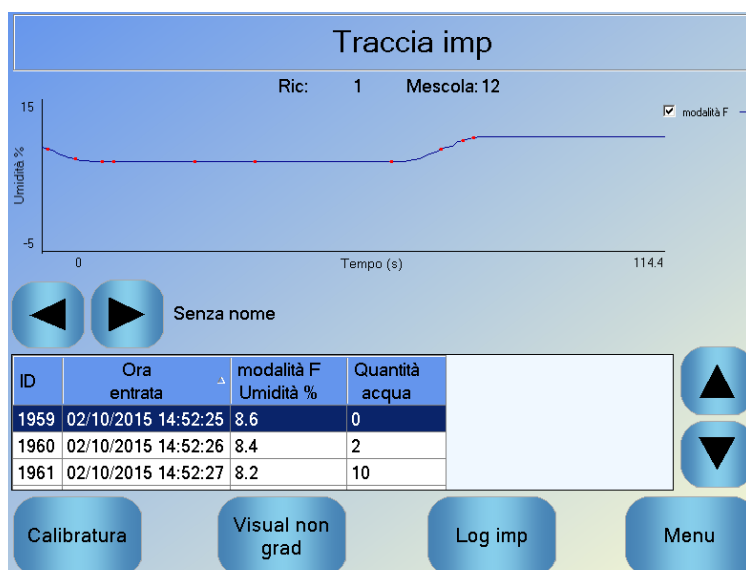 Traccia imp
Ric: 1 Mescola: 12
15
modalità F
Umidità %
-5
0 Tempo (s) 114.4
Senza nome
ID Ora entrata modalità F Umidità % Quantità acqua
1959 02/10/2015 14:52:25 8.6 0
1960 02/10/2015 14:52:26 8.4 2
1961 02/10/2015 14:52:27 8.2 10
Calibratura
Visual non
grad
Log imp
Menu